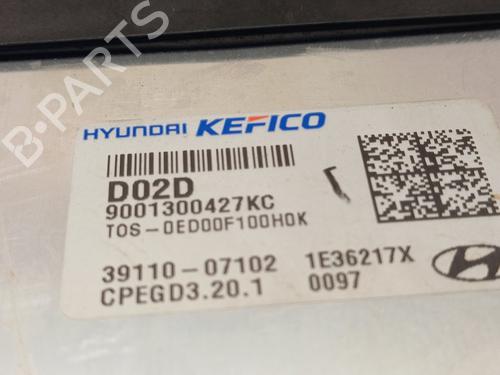 B-PARTS
HYUNDAI KEFICO
D02D
9001300427KC
TOS-0ED00F100H0K
39110-07102 1E36217X
CPEGD3.20.1 0097